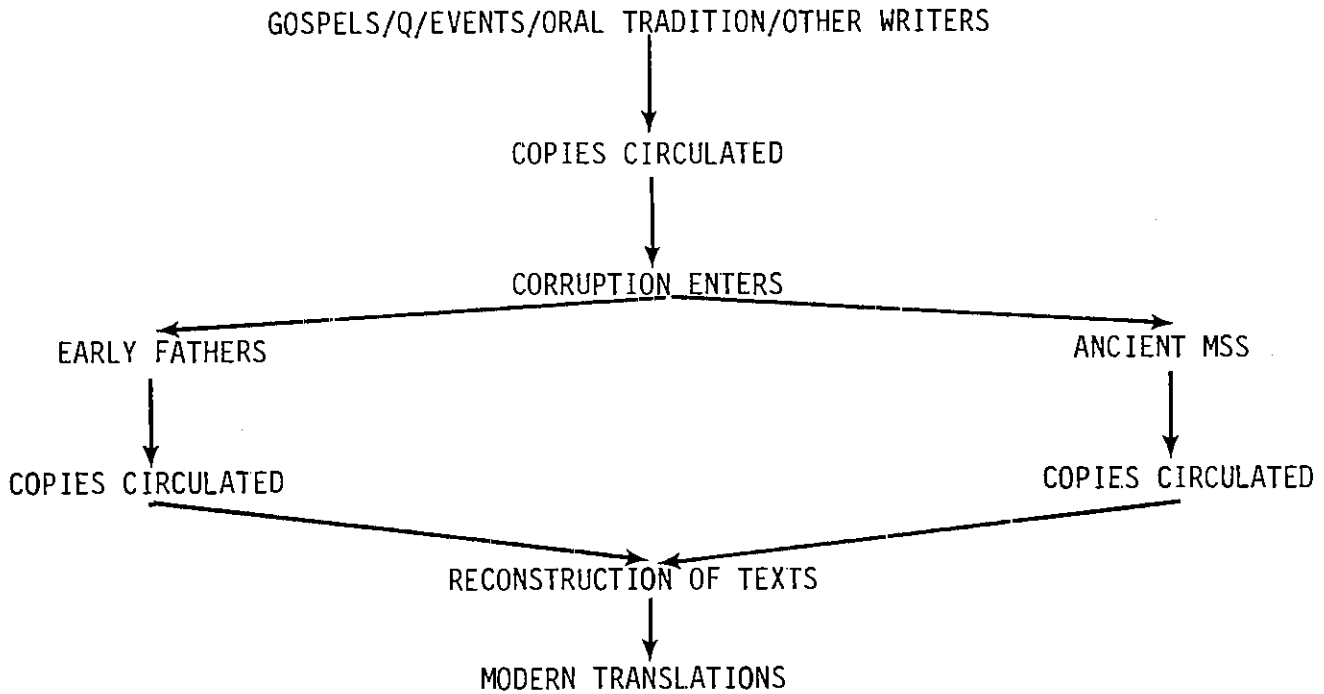 GOSPELS/Q/EVENTS/ORAL TRADITION/OTHER WRITERS
COPIES CIRCULATED
CORRUPTION ENTERS
EARLY FATHERS
ANCIENT MSS
COPIES CIRCULATED
COPIES CIRCULATED
RECONSTRUCTION OF TEXTS
MODERN TRANSLATIONS